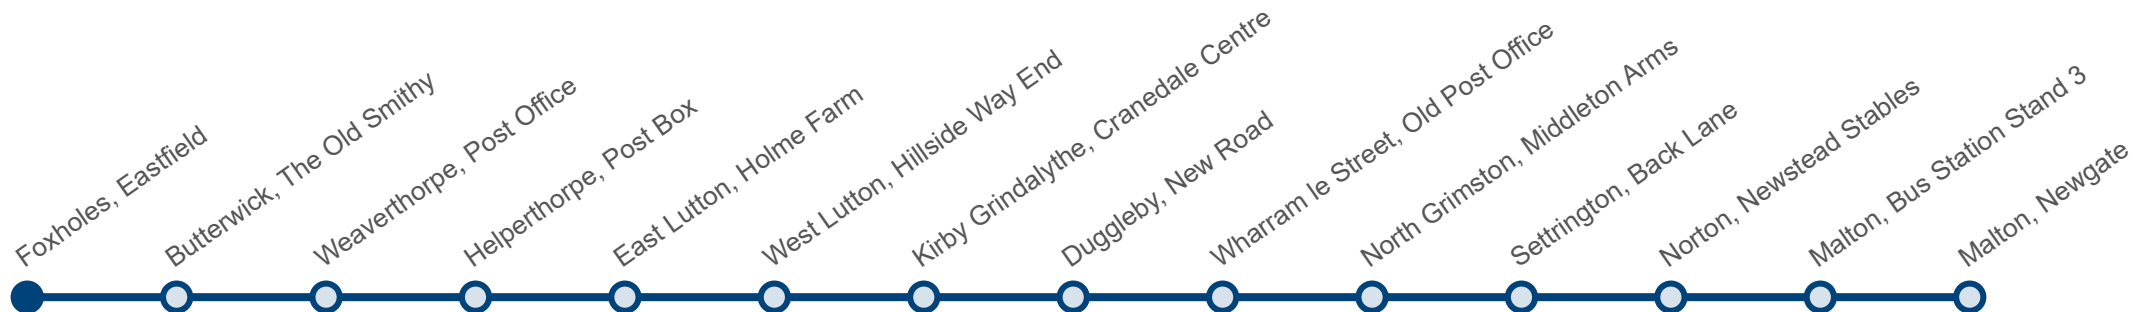 Foxholes, Eastfield
Butterwick, The Old Smithy
Weaverthorpe, Post Office
Helperthorpe, Post Box
East Lutton, Holme Farm
West Lutton, Hillside Way End
Kirby Grindalythe, Cranedale Centre
Duggleby, New Road
Wharram le Street, Old Post Office
North Grimston, Middleton Arms
Settrington, Back Lane
Norton, Newstead Stables
Malton, Bus Station Stand 3
Malton, Newgate